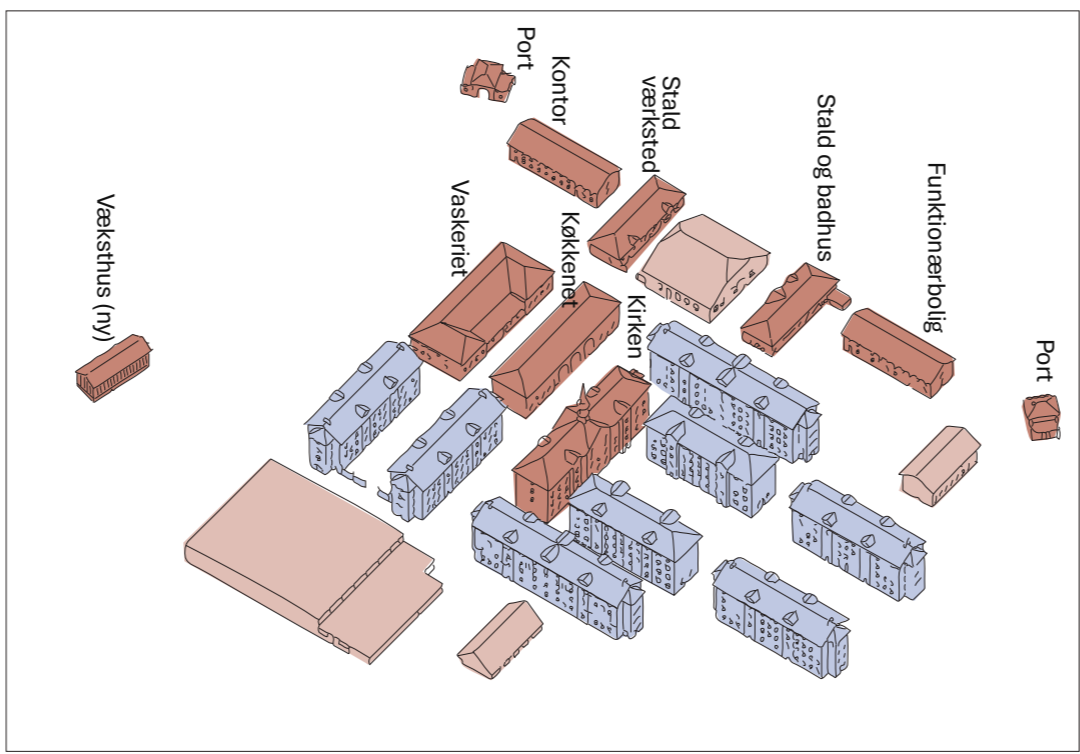 Port
Kontor
Stald
værksted
Stald og badhus
Funktionærbolig
Port
Kirken
Køkkenet
Vaskeriet
Væksthus (ny)